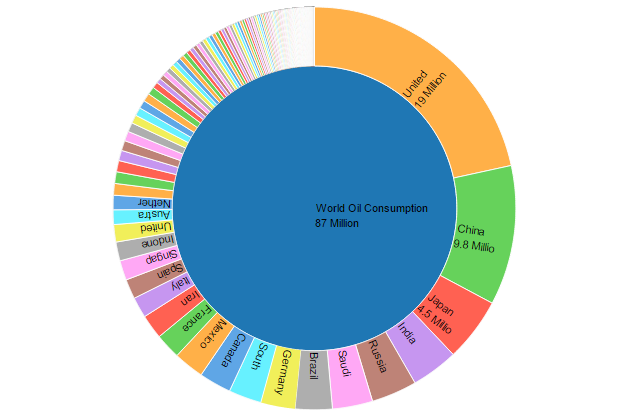 World Oil Consumption
87 Million
United
19 Million
China
9.8 Millio
Japan
4.5 Millio
India
Russia
Saudi
Brazil
Germany
South
Canada
Mexico
France
Iran
Italy
Spain
Singap
Indone
United
Austra
Nether